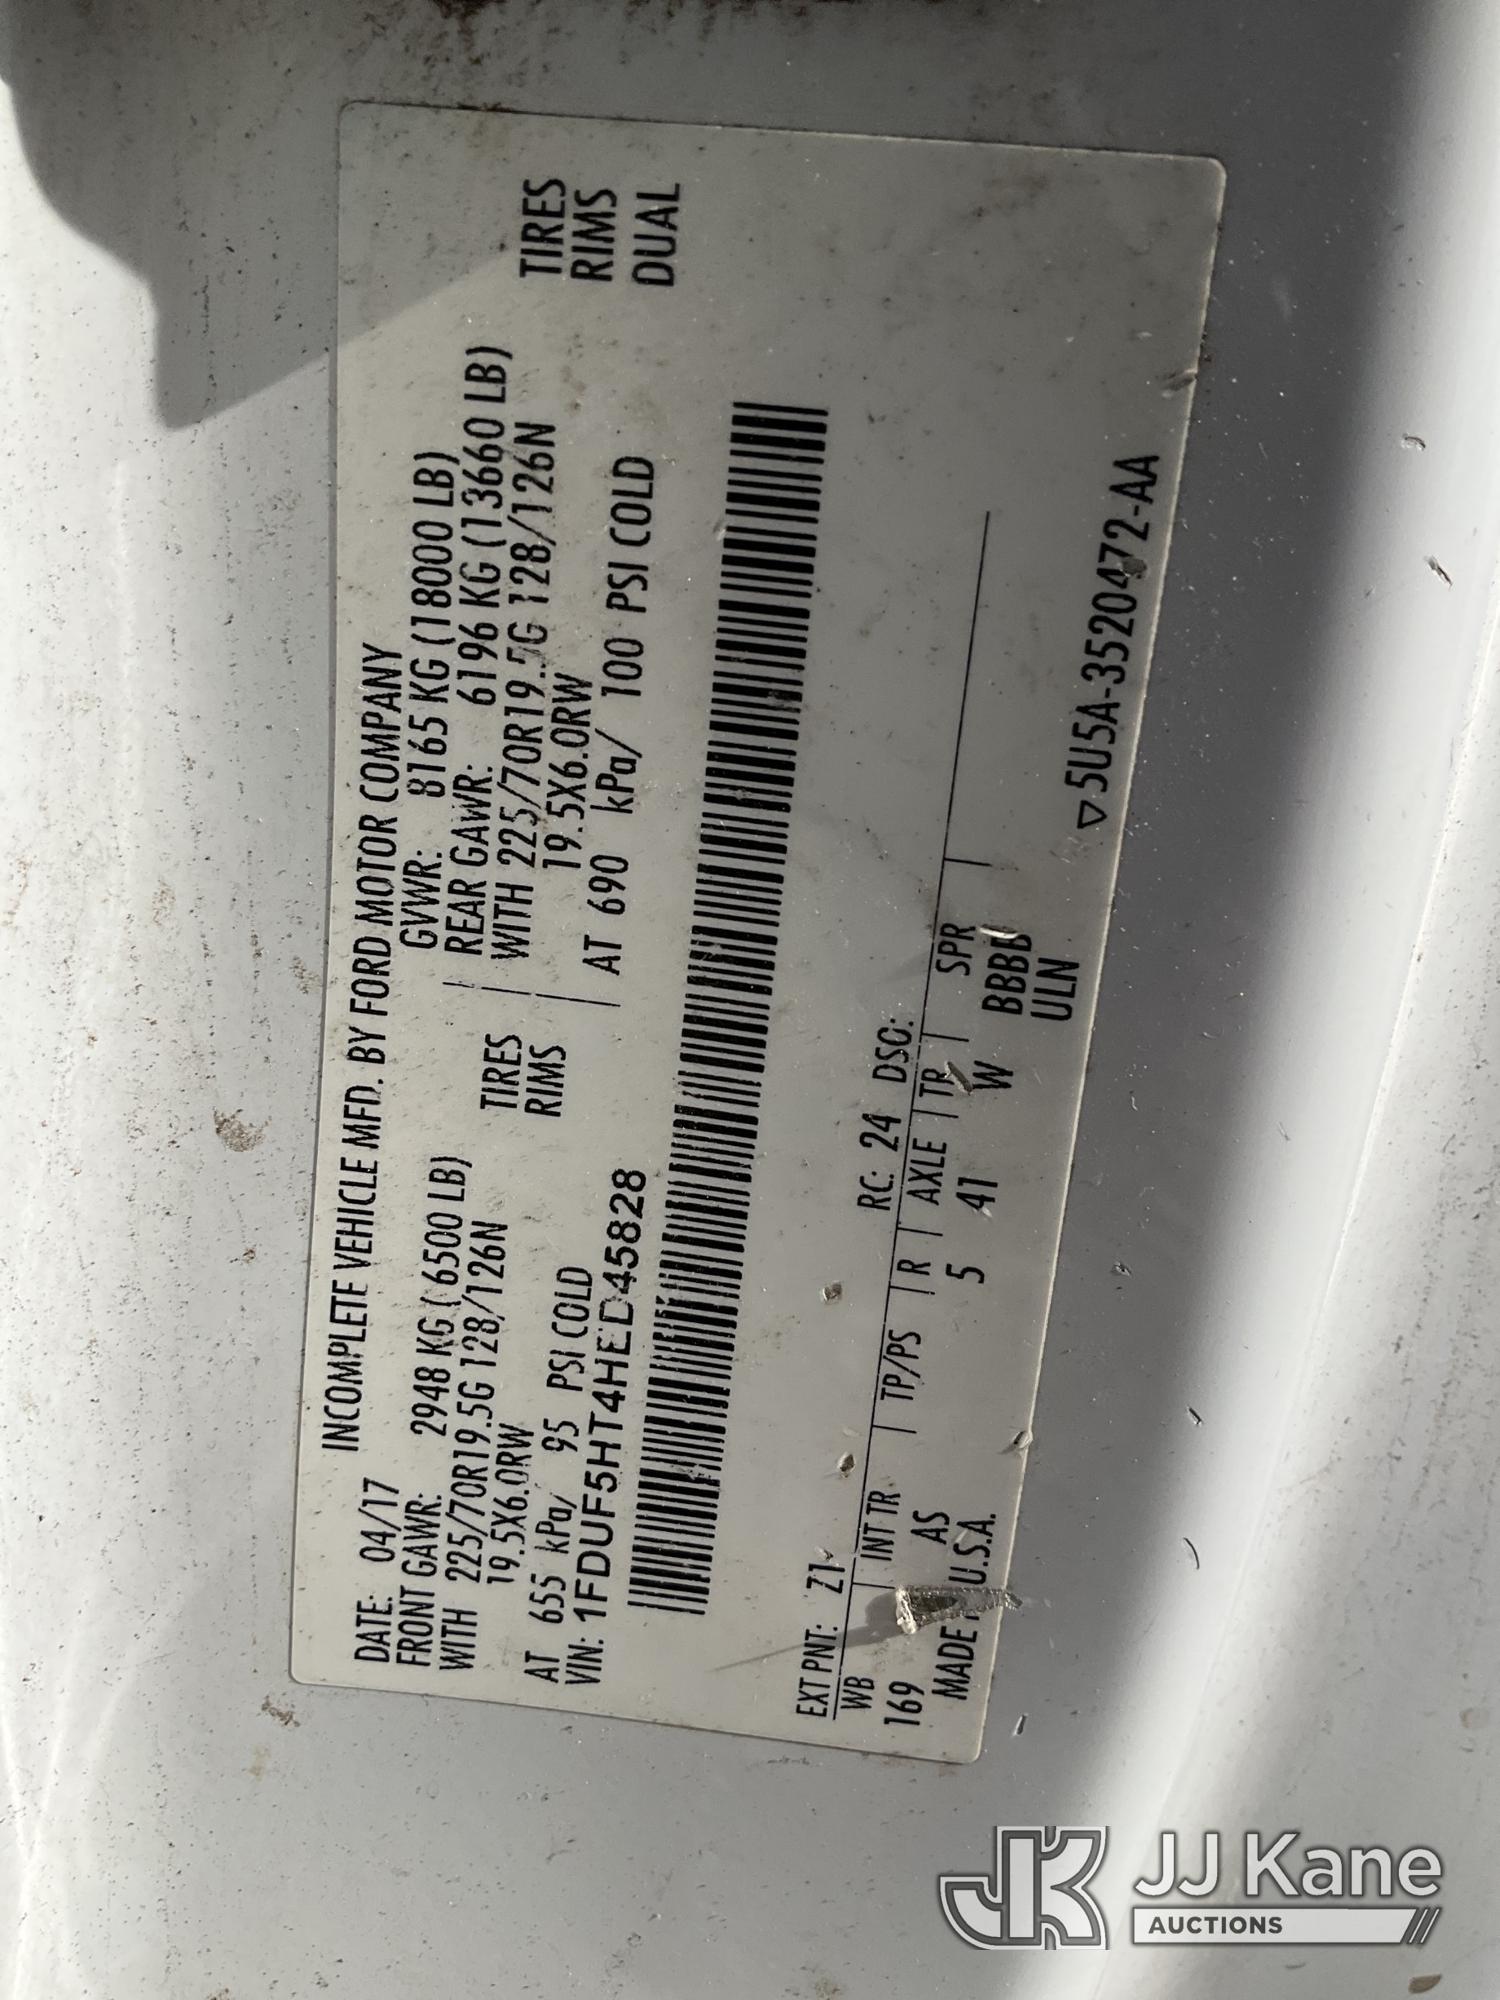 INCOMPLETE VEHICLE MFD. BY FORD MOTOR COMPANY
DATE: 04/17 GVWR: 8165 KG (18000 LB)
FRONT GAWR: 2948 KG ( 6500 LB) | REAR GAWR: 6196 KG (13660 LB)
WITH 225/70R19.5G 128/126N TIRES | WITH 225/70R19.5G 128/126N TIRES
19.5X6.0RW RIMS | 19.5X6.0RW RIMS
AT 655 kPa/ 95 PSI COLD | AT 690 kPa/ 100 PSI COLD DUAL
VIN: 1FDUF5HT4HED45828
EXT PNT: Z1 RC: 24 DSO:
WB | INT TR | TP/PS | R | AXLE | TR | SPR |
169 AS 5 41 W BBBB
MADE U.S.A. ULN
▽5U5A-3520472-AA
JK JJ Kane
AUCTIONS